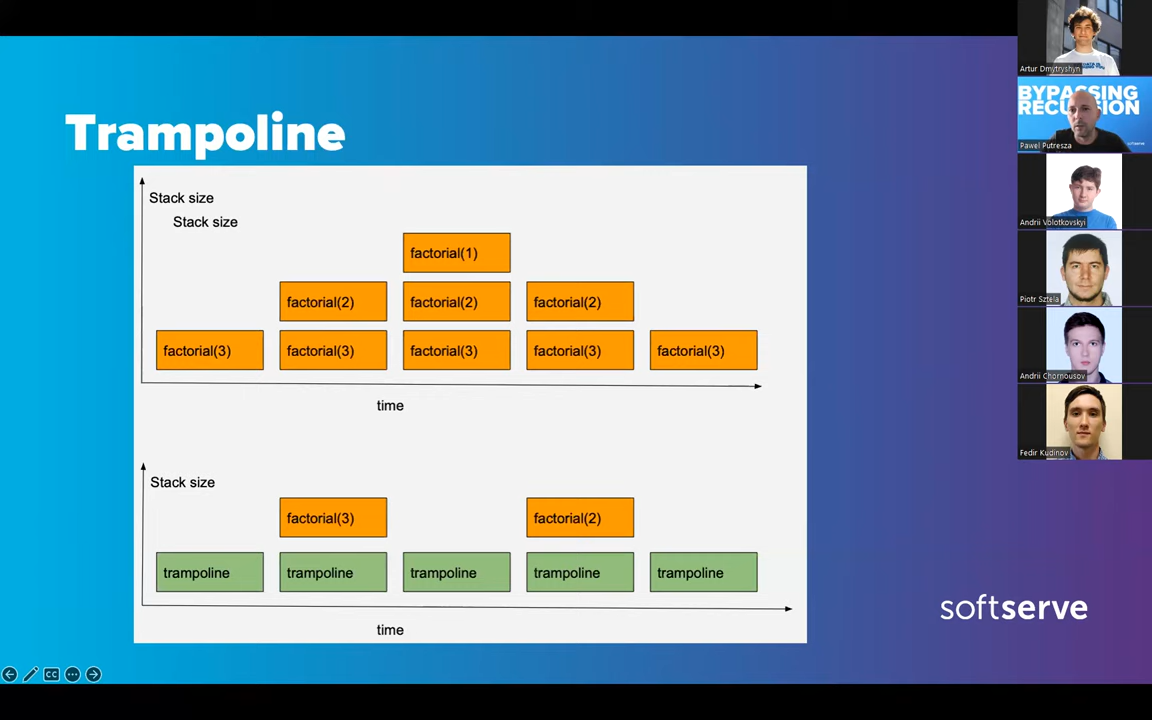 Trampoline
Stack size
Stack size
factorial(1)
factorial(2)
factorial(2)
factorial(2)
factorial(3)
factorial(3)
factorial(3)
factorial(3)
factorial(3)
time
Stack size
factorial(3)
factorial(2)
trampoline
trampoline
trampoline
trampoline
trampoline
time
softserve
CC
Artur Dmytryshyn
BYPASSING
RECURSION
Pawel Putresza
Andrii Volotkovskyi
Piotr Sztela
Andrii Chornousov
Fedir Kudinov